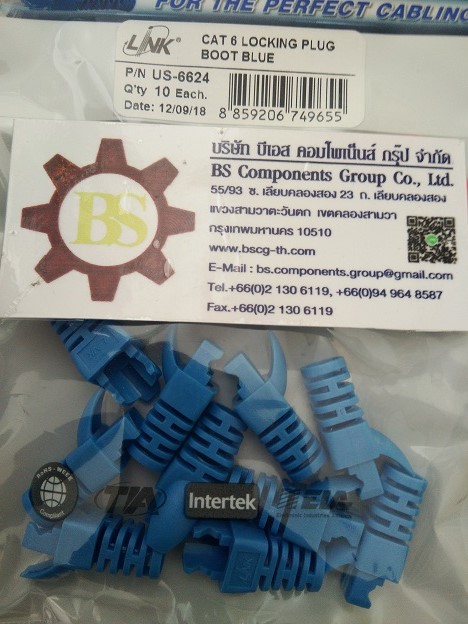 FOR THE PERFECT CABLING
LINK
CAT 6 LOCKING PLUG
BOOT BLUE
P/N US-6624
Q'ty 10 Each.
Date: 12/09/18
8 859206 749655
BS
บริษัท บีเอส คอมโพเน็นส์ กรุ๊ป จำกัด
BS Components Group Co., Ltd.
55/93 ซ. เลียบคลองสอง 23 ถ. เลียบคลองสอง
แขวงสามวาตะวันตก เขตคลองสามวา
กรุงเทพมหานคร 10510
www.bscg-th.com
E-Mail : bs.components.group@gmail.com
Tel.+66(0)2 130 6119, +66(0)94 964 8587
Fax.+66(0)2 130 6119
Compliant
TIA
Intertek